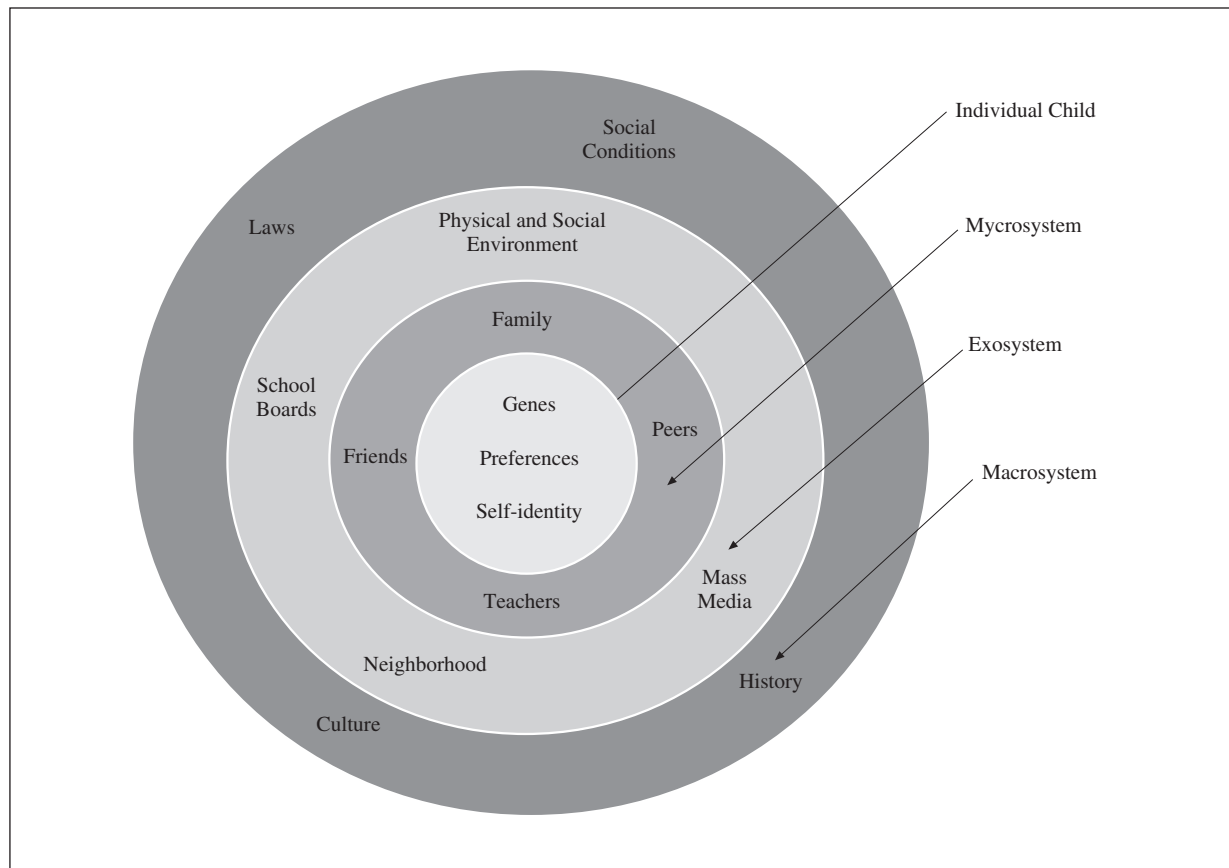 Individual Child
Social
Conditions
Laws
Physical and Social
Environment
Mycrosystem
Family
Exosystem
School
Boards
Genes
Peers
Friends
Preferences
Macrosystem
Self-identity
Mass
Media
Teachers
Neighborhood
History
Culture